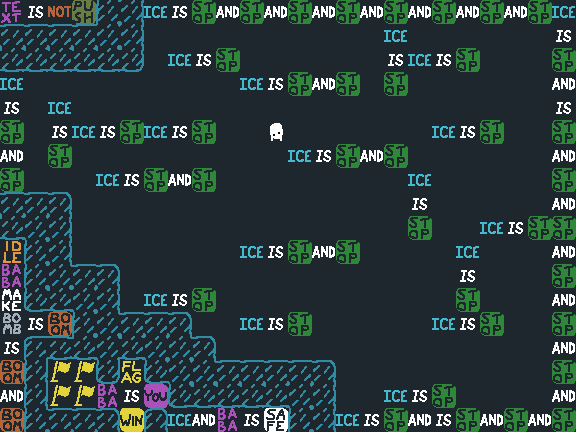 TEXT IS NOT PUSH ICE IS STOP AND STOP AND STOP AND STOP AND STOP AND STOP AND STOP AND STOP ICE
ICE IS
ICE IS STOP IS ICE IS STOP STOP
ICE ICE IS STOP AND STOP STOP STOP
IS ICE AND
STOP IS ICE IS STOP ICE IS STOP ICE IS STOP STOP
AND STOP ICE IS STOP AND STOP AND
STOP ICE IS STOP AND STOP ICE STOP
IS AND
STOP ICE IS STOP STOP
IDLE ICE IS STOP AND STOP ICE AND
BABA IS STOP
MAKE ICE IS STOP STOP AND
BOMB IS BOOM ICE IS STOP ICE IS STOP STOP
IS AND
BOOM FLAG STOP
AND BABA IS YOU ICE IS STOP AND
BOOM WIN ICE AND BABA IS SAFE ICE IS STOP AND IS STOP AND STOP AND STOP